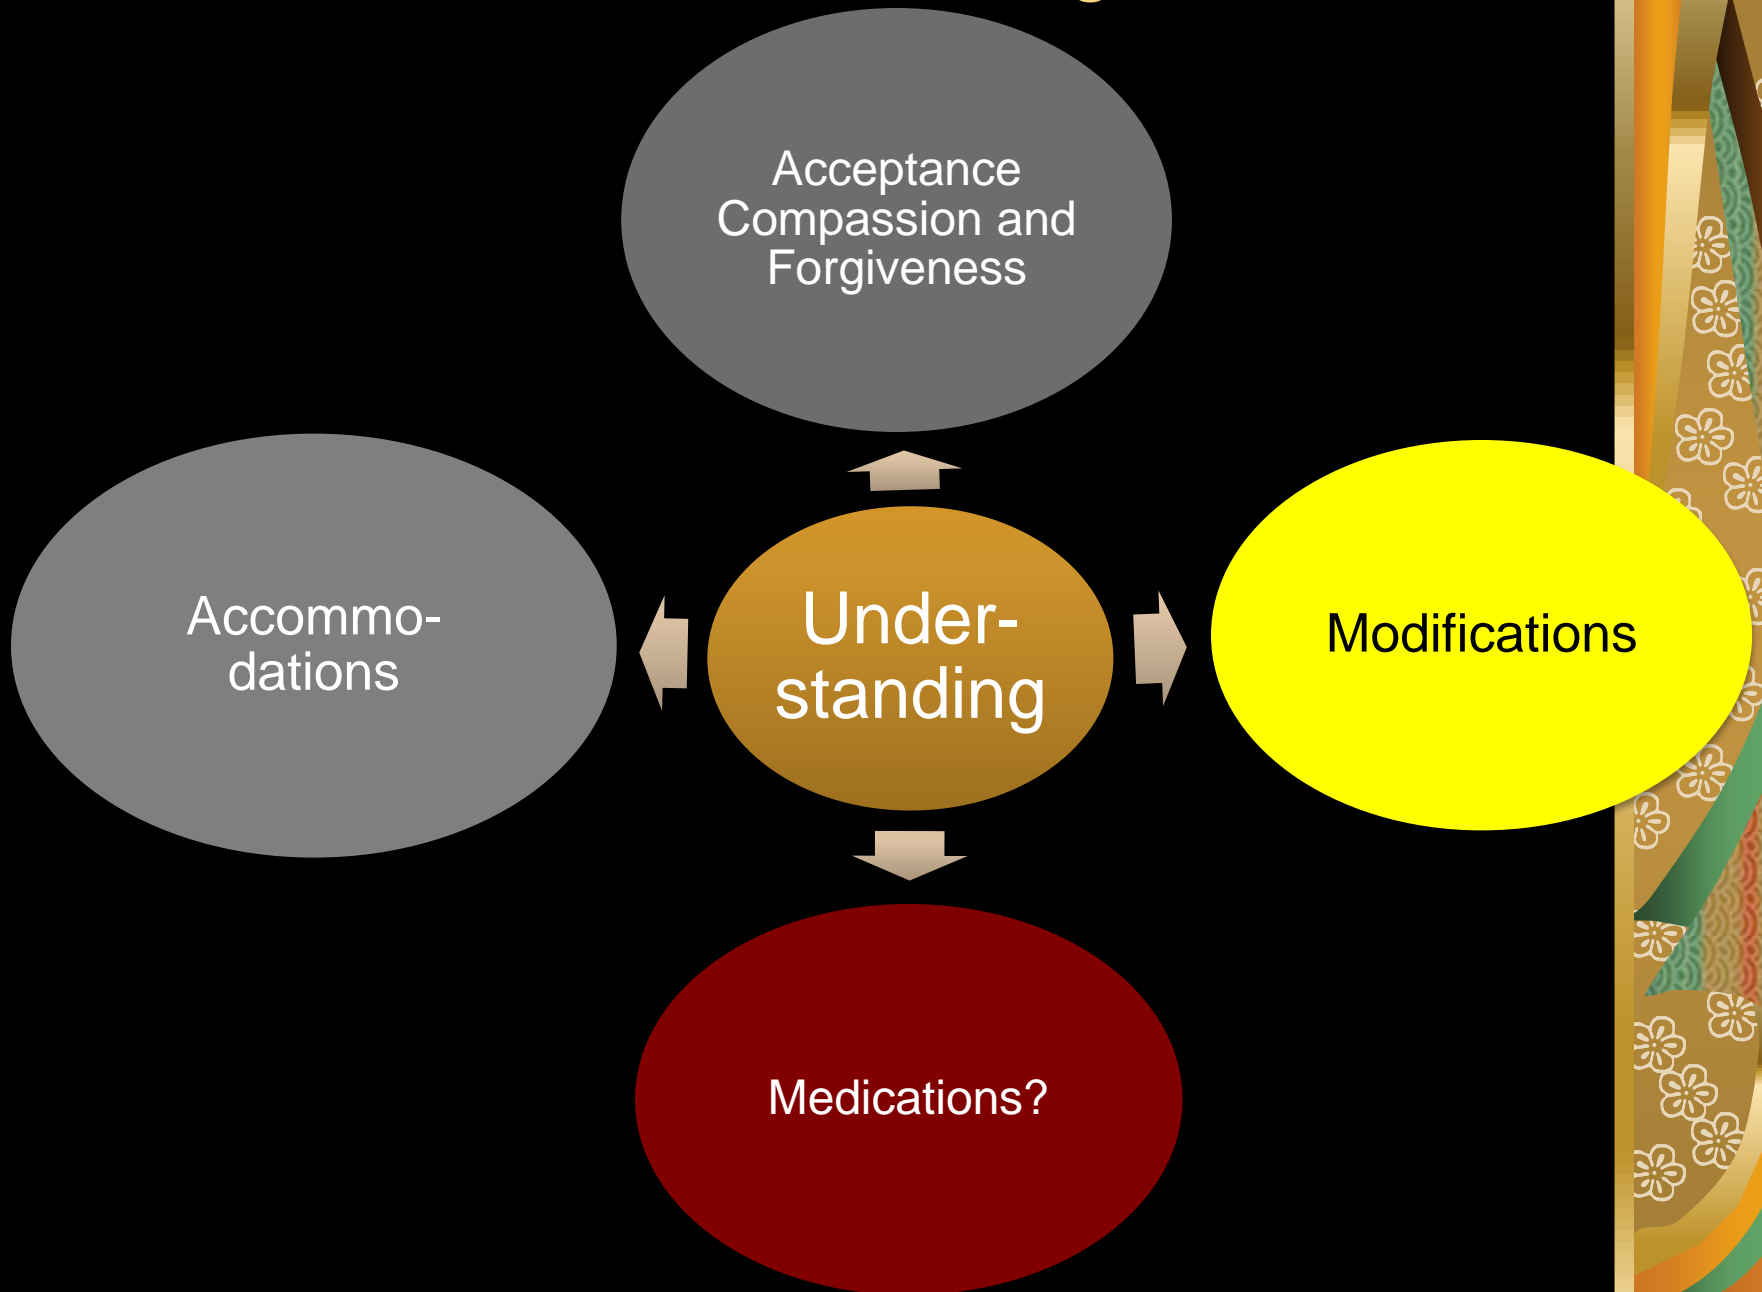 Acceptance
Compassion and
Forgiveness
Accommo-
dations
Under-
standing
Modifications
Medications?